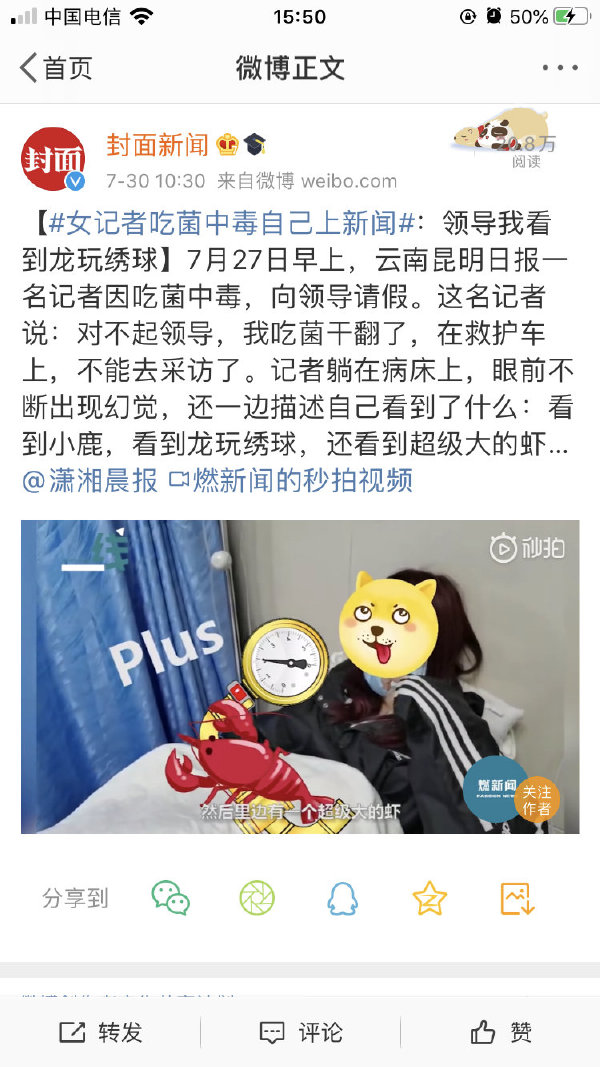 中国电信
15:50
50%
首页
微博正文
封面
封面新闻
7-30 10:30 来自微博 weibo.com
阅读
【#女记者吃菌中毒自己上新闻#：领导我看
到龙玩绣球】7月27日早上，云南昆明日报一
名记者因吃菌中毒，向领导请假。这名记者
说：对不起领导，我吃菌干翻了，在救护车
上，不能去采访了。记者躺在病床上，眼前不
断出现幻觉，还一边描述自己看到了什么：看
到小鹿，看到龙玩绣球，还看到超级大的虾...
@潇湘晨报 燃新闻的秒拍视频
一线
秒拍
Plus
燃新闻
关注
作者
然后里边有一个超级大的虾
分享到
转发
评论
赞